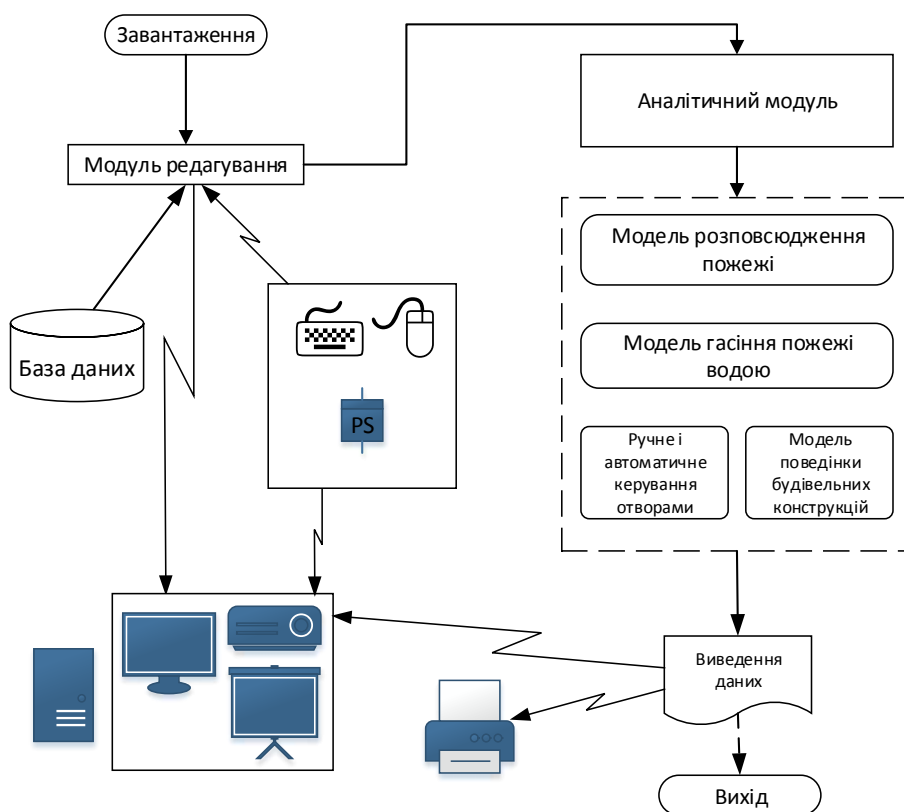 Завантаження
Аналітичний модуль
Модуль редагування
Модель розповсюдження
пожежі
База даних
Модель гасіння пожежі
водою
PS
Ручне і
автоматичне
керування
отворами
Модель
поведінки
будівельних
конструкцій
Виведення
даних
Вихід